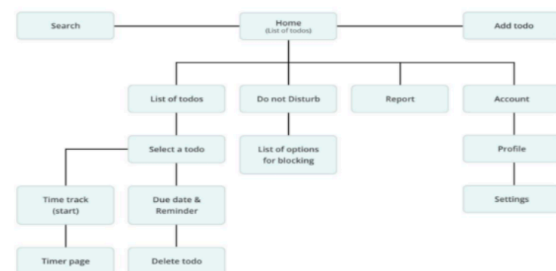 Search
Home
(List of todos)
Add todo
List of todos
Do not Disturb
Report
Account
Select a todo
List of options
for blocking
Profile
Time track
(start)
Due date &
Reminder
Settings
Timer page
Delete todo